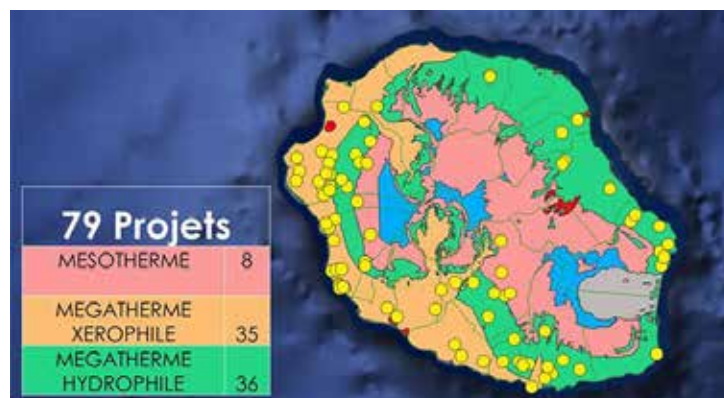 79 Projets
MESOTHERME 8
MEGATHERME
XEROPHILE 35
MEGATHERME
HYDROPHILE 36